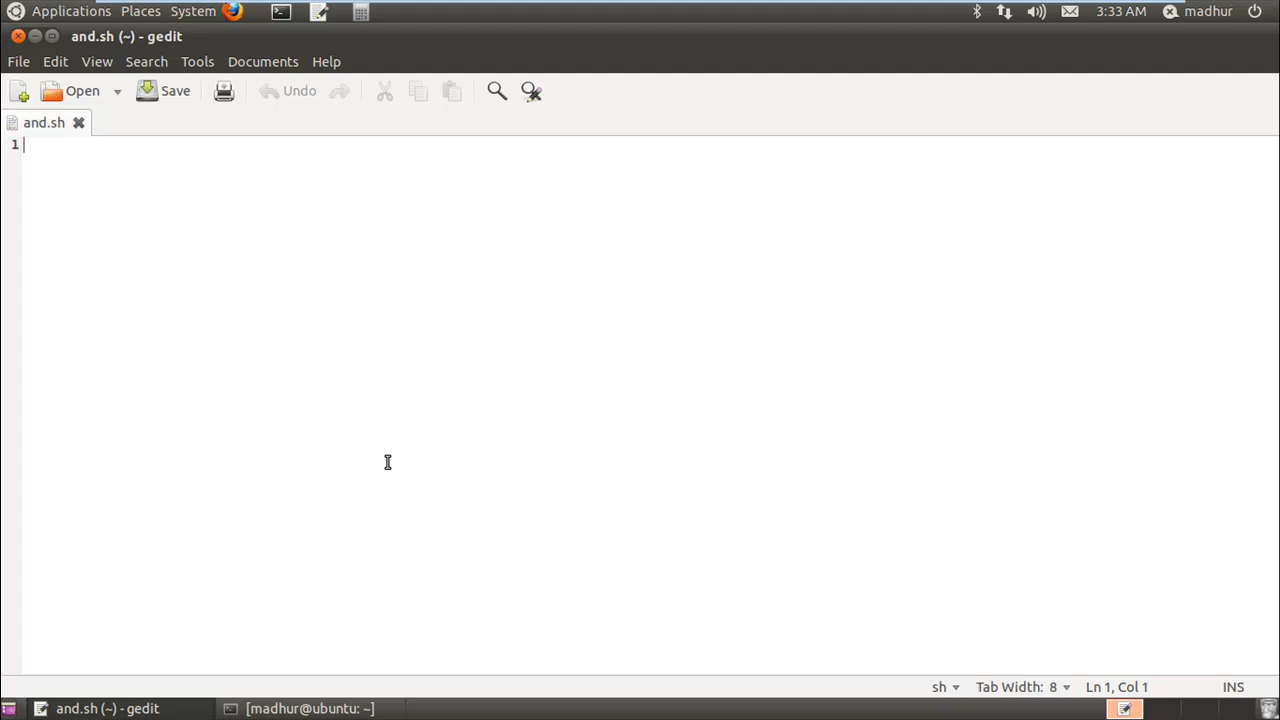 Applications Places System 3:33 AM madhur
and.sh (~) - gedit
File Edit View Search Tools Documents Help
Open Save Undo
and.sh
1
sh Tab Width: 8 Ln 1, Col 1 INS
and.sh (~) - gedit [madhur@ubuntu: ~]